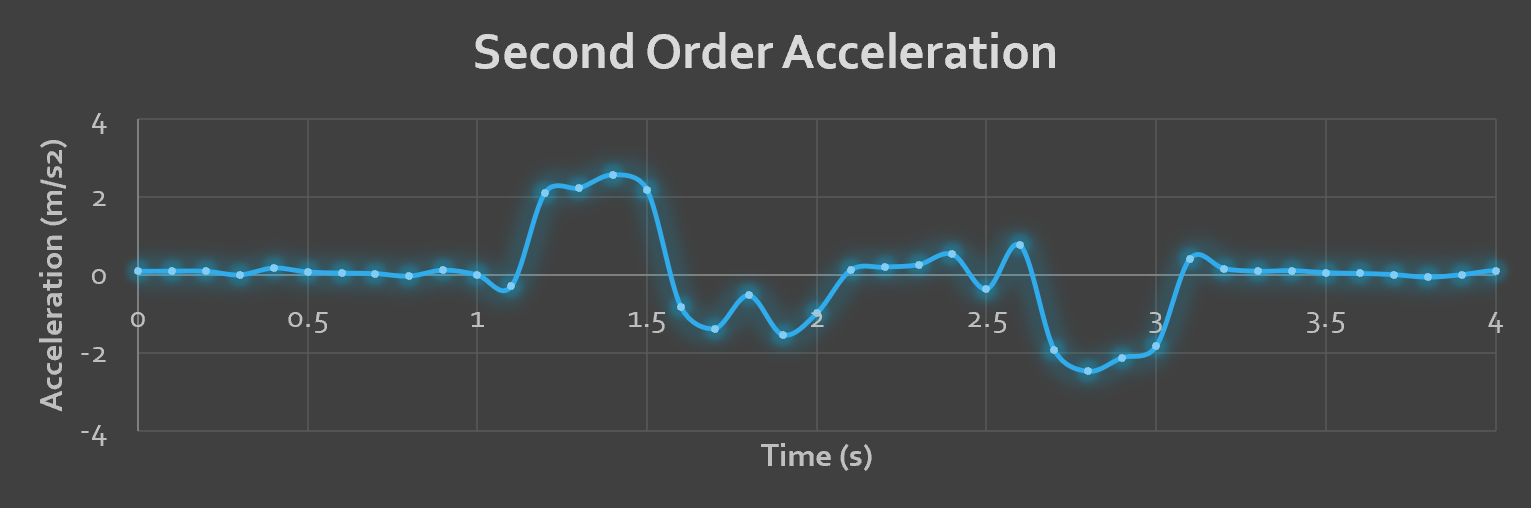 Second Order Acceleration
4
2
0
-2
-4
Acceleration (m/s2)
0 0.5 1 1.5 2 2.5 3 3.5 4
Time (s)